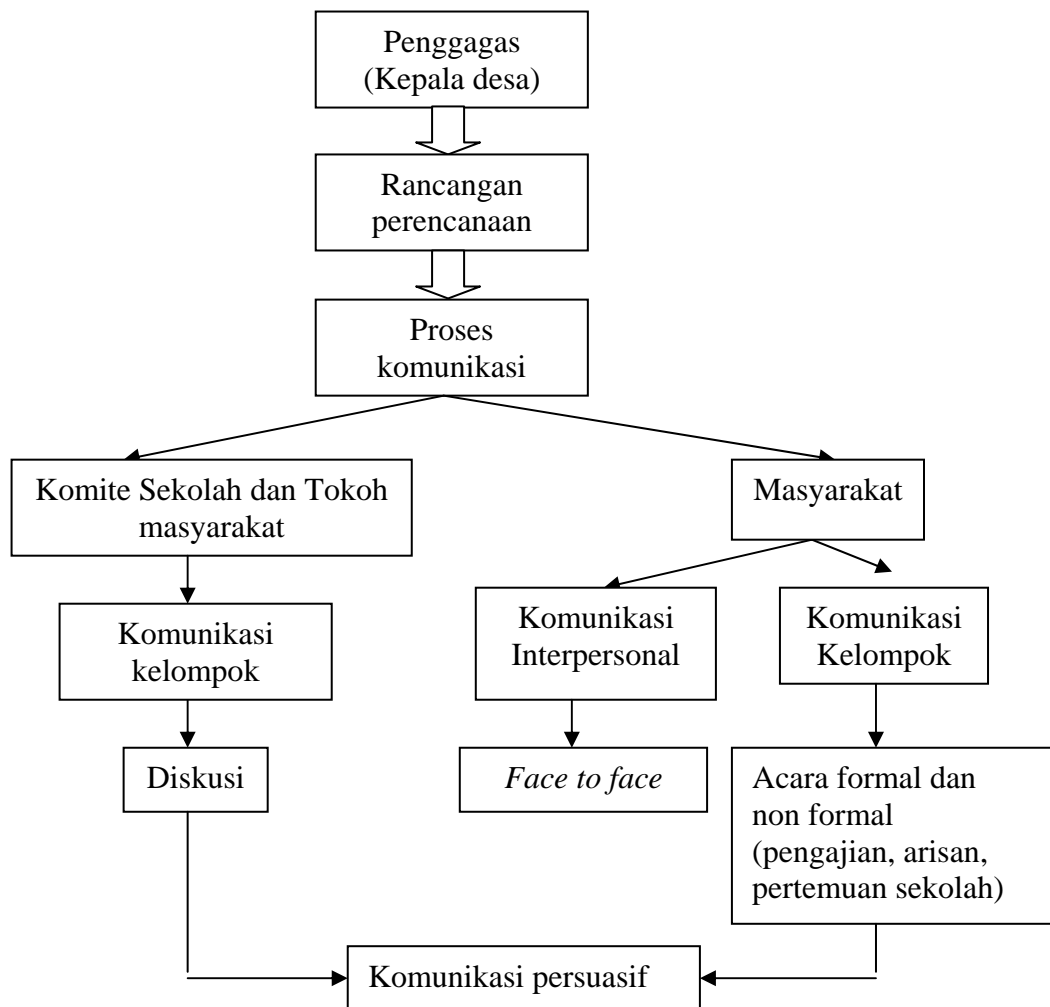 Penggagas
(Kepala desa)
Rancangan
perencanaan
Proses
komunikasi
Komite Sekolah dan Tokoh
masyarakat
Masyarakat
Komunikasi
kelompok
Komunikasi
Interpersonal
Komunikasi
Kelompok
Diskusi
Face to face
Acara formal dan
non formal
(pengajian, arisan,
pertemuan sekolah)
Komunikasi persuasif